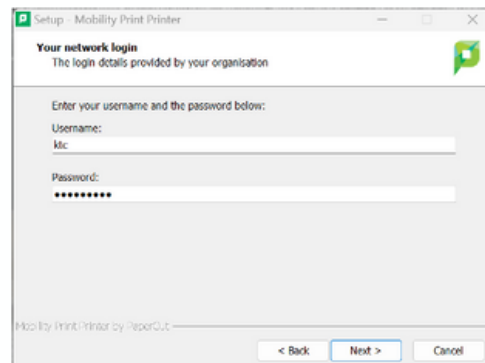 Setup - Mobility Print Printer
Your network login
The login details provided by your organisation
Enter your username and the password below:
Username:
ktc
Password:
•••••••••
Mobility Print Printer by PaperCut
< Back
Next >
Cancel